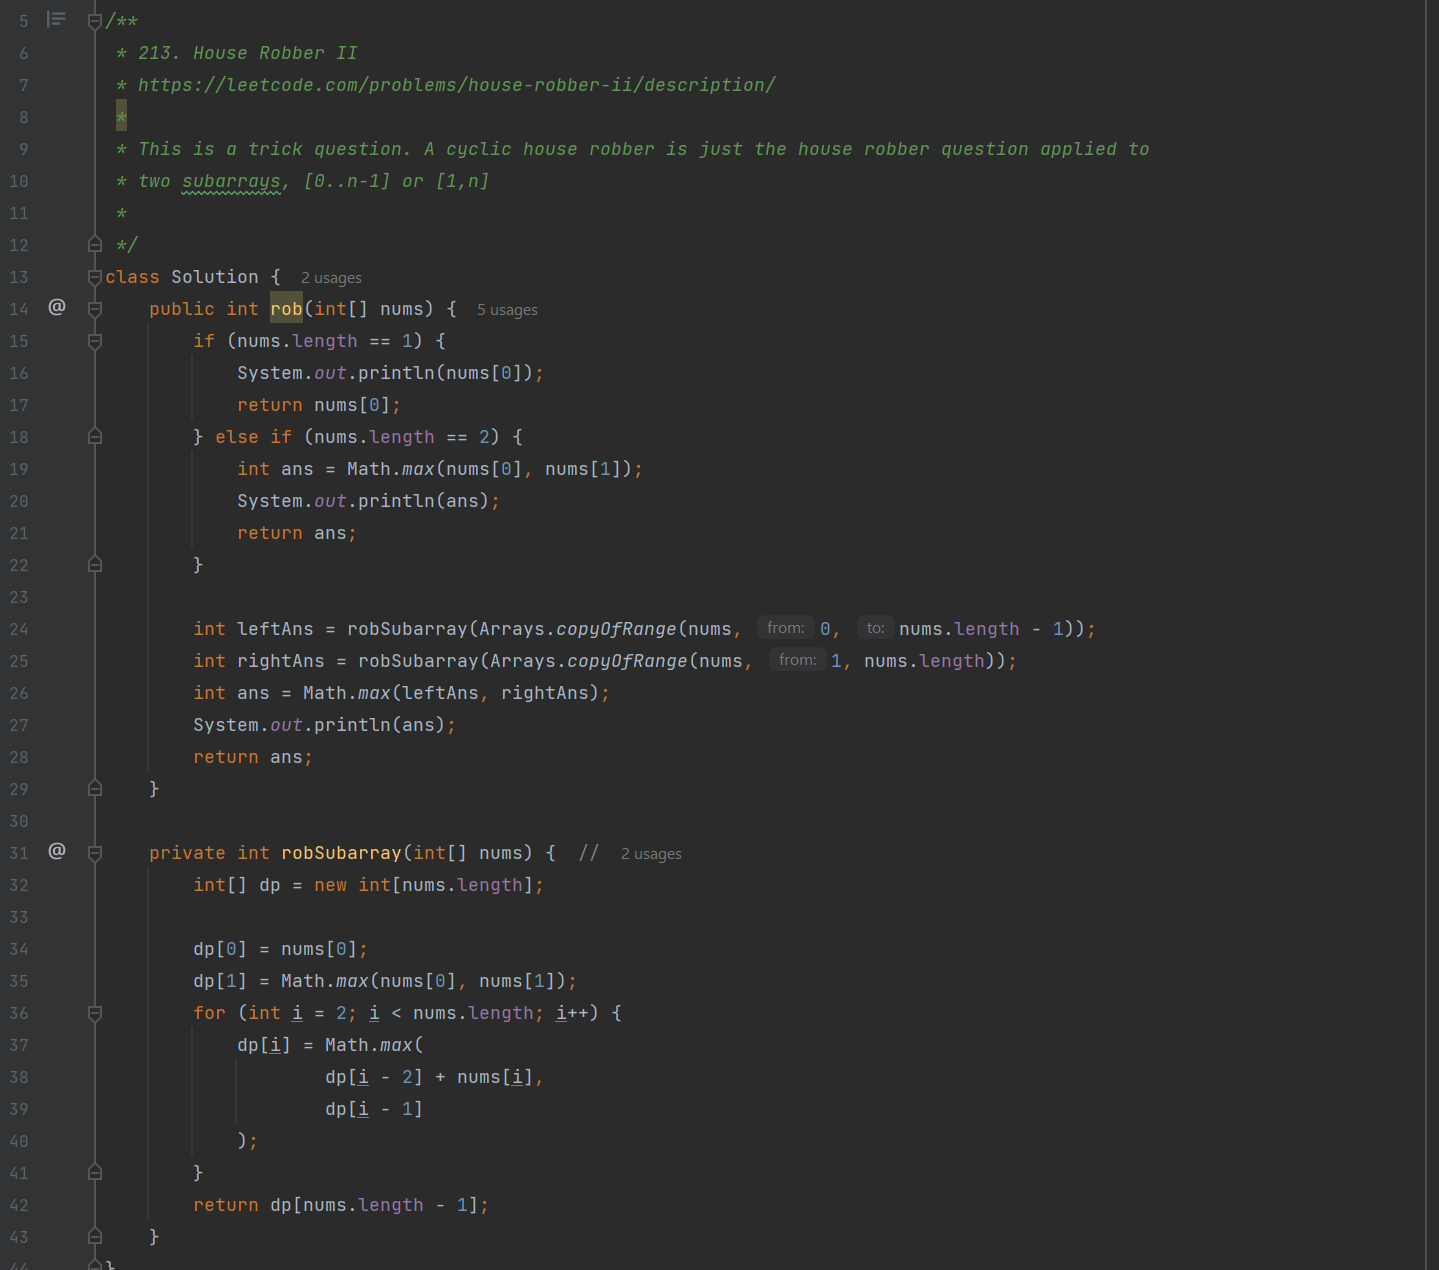 5 /**
6 * 213. House Robber II
7 * https://leetcode.com/problems/house-robber-ii/description/
8 *
9 * This is a trick question. A cyclic house robber is just the house robber question applied to
10 * two subarrays, [0..n-1] or [1,n]
11 *
12 */
13 class Solution { 2 usages
14 @ public int rob(int[] nums) { 5 usages
15 if (nums.length == 1) {
16 System.out.println(nums[0]);
17 return nums[0];
18 } else if (nums.length == 2) {
19 int ans = Math.max(nums[0], nums[1]);
20 System.out.println(ans);
21 return ans;
22 }
23
24 int leftAns = robSubarray(Arrays.copyOfRange(nums, from: 0, to: nums.length - 1));
25 int rightAns = robSubarray(Arrays.copyOfRange(nums, from: 1, nums.length));
26 int ans = Math.max(leftAns, rightAns);
27 System.out.println(ans);
28 return ans;
29 }
30
31 @ private int robSubarray(int[] nums) { // 2 usages
32 int[] dp = new int[nums.length];
33
34 dp[0] = nums[0];
35 dp[1] = Math.max(nums[0], nums[1]);
36 for (int i = 2; i < nums.length; i++) {
37 dp[i] = Math.max(
38 dp[i - 2] + nums[i],
39 dp[i - 1]
40 );
41 }
42 return dp[nums.length - 1];
43 }
44 }